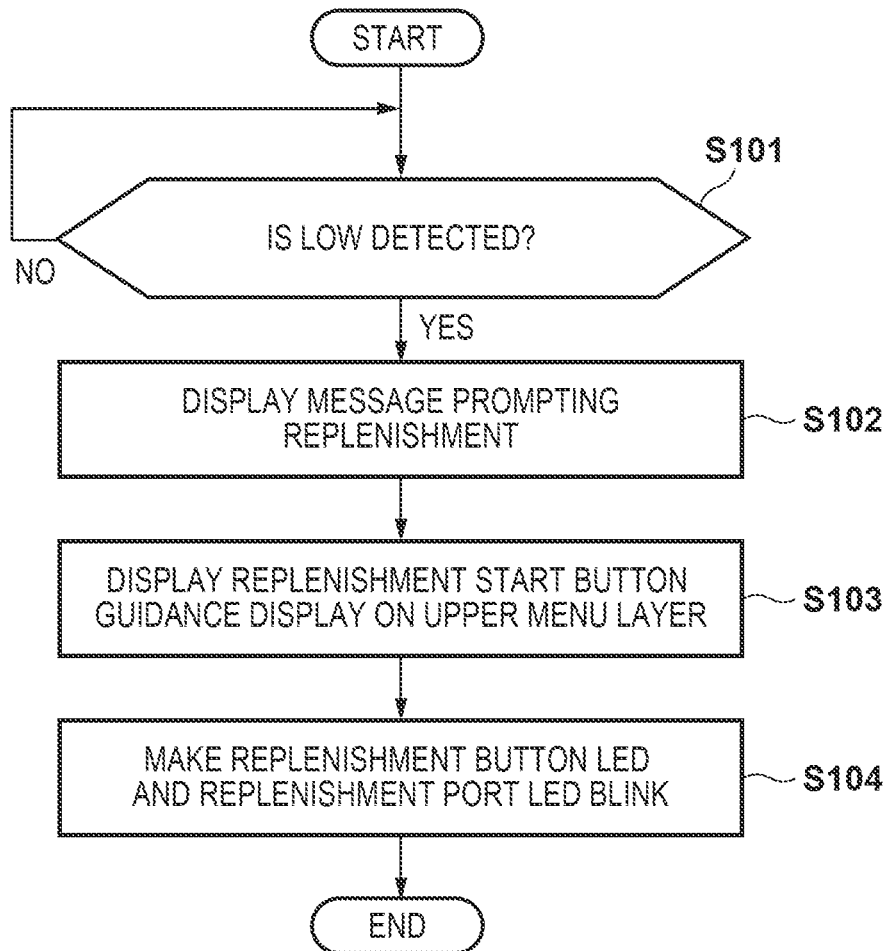 START
S101
IS LOW DETECTED?
NO
YES
DISPLAY MESSAGE PROMPTING
REPLENISHMENT
S102
DISPLAY REPLENISHMENT START BUTTON
GUIDANCE DISPLAY ON UPPER MENU LAYER
S103
MAKE REPLENISHMENT BUTTON LED
AND REPLENISHMENT PORT LED BLINK
S104
END